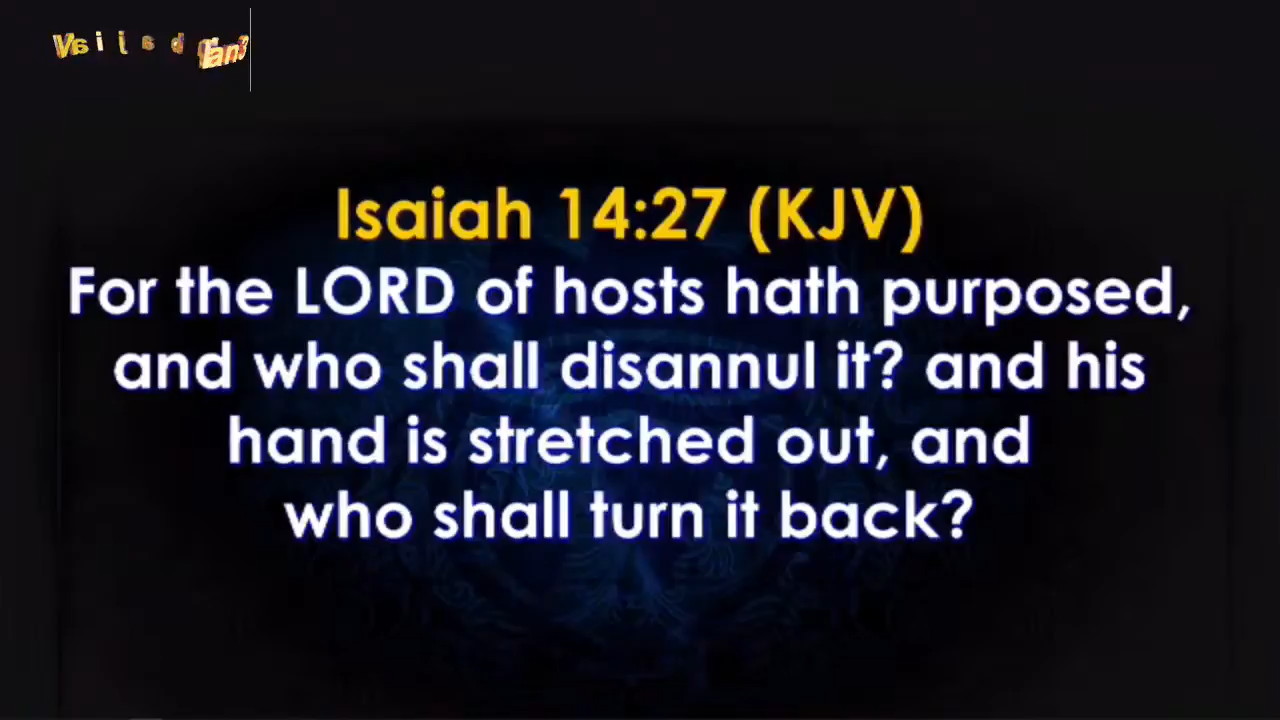 Isaiah 14:27 (KJV)
For the LORD of hosts hath purposed,
and who shall disannul it? and his
hand is stretched out, and
who shall turn it back?